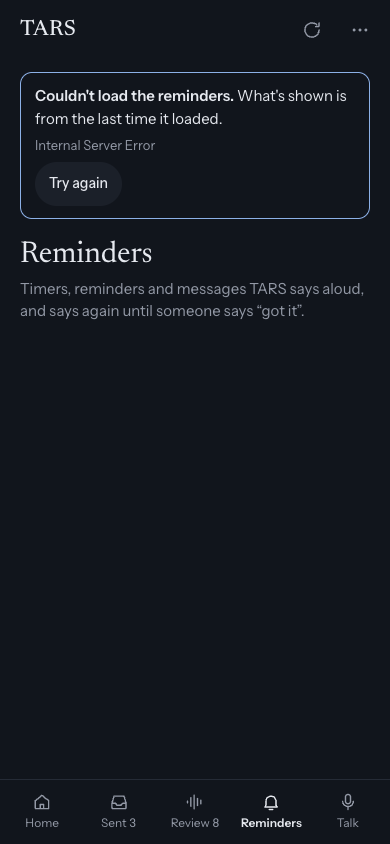 TARS
Couldn't load the reminders. What's shown is
from the last time it loaded.
Internal Server Error
Try again
Reminders
Timers, reminders and messages TARS says aloud,
and says again until someone says “got it”.
Home
Sent 3
Review 8
Reminders
Talk